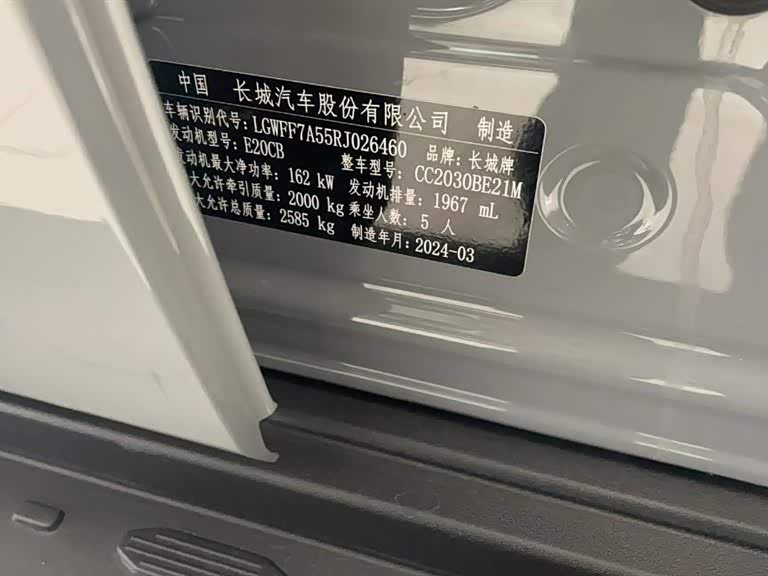 中国 长城汽车股份有限公司 制造
车辆识别代号: LGWFF7A55RJ026460 品牌: 长城牌
发动机型号: E20CB 整车型号: CC2030BE21M
发动机最大净功率: 162 kW 发动机排量: 1967 mL
大允许牵引质量: 2000 kg 乘坐人数: 5 人
大允许总质量: 2585 kg 制造年月: 2024-03